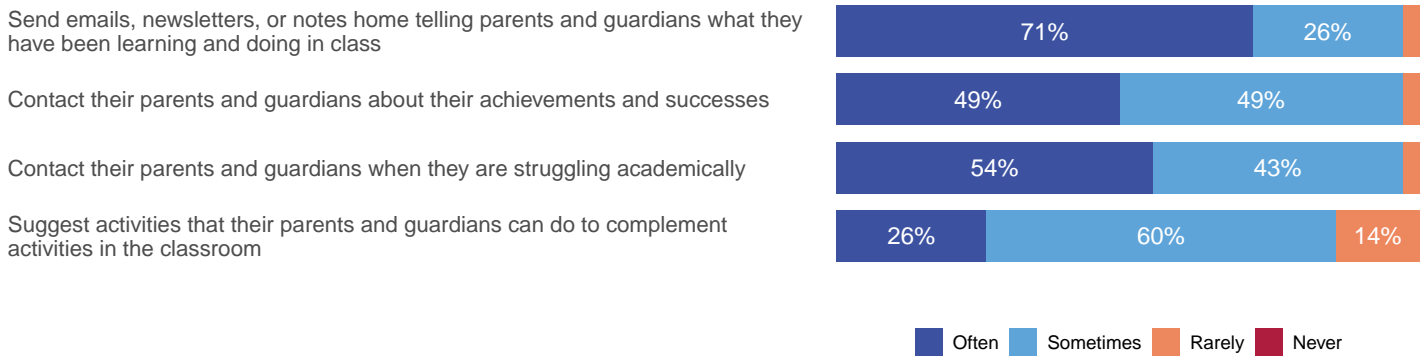 Send emails, newsletters, or notes home telling parents and guardians what they
have been learning and doing in class
71%
26%
Contact their parents and guardians about their achievements and successes
49%
49%
Contact their parents and guardians when they are struggling academically
54%
43%
Suggest activities that their parents and guardians can do to complement
activities in the classroom
26%
60%
14%
Often
Sometimes
Rarely
Never